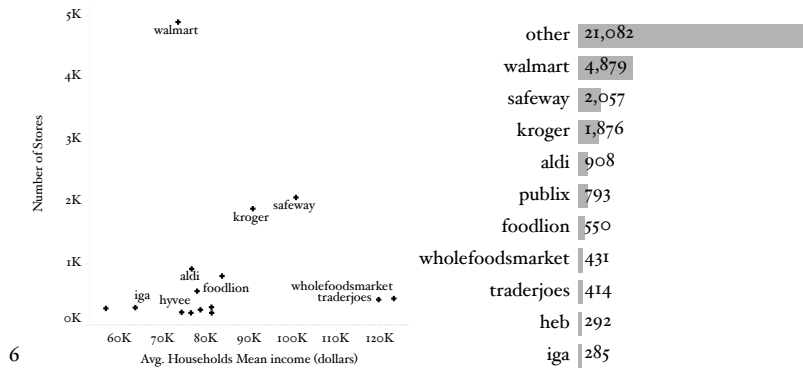 5K
walmart
4K
3K
2K
1K
0K
Number of Stores
safeway
kroger
aldi
foodlion
iga
hyvee
wholefoodsmarket
traderjoes
60K 70K 80K 90K 100K 110K 120K
Avg. Households Mean income (dollars)
other 21,082
walmart 4,879
safeway 2,057
kroger 1,876
aldi 908
publix 793
foodlion 550
wholefoodsmarket 431
traderjoes 414
heb 292
iga 285
6